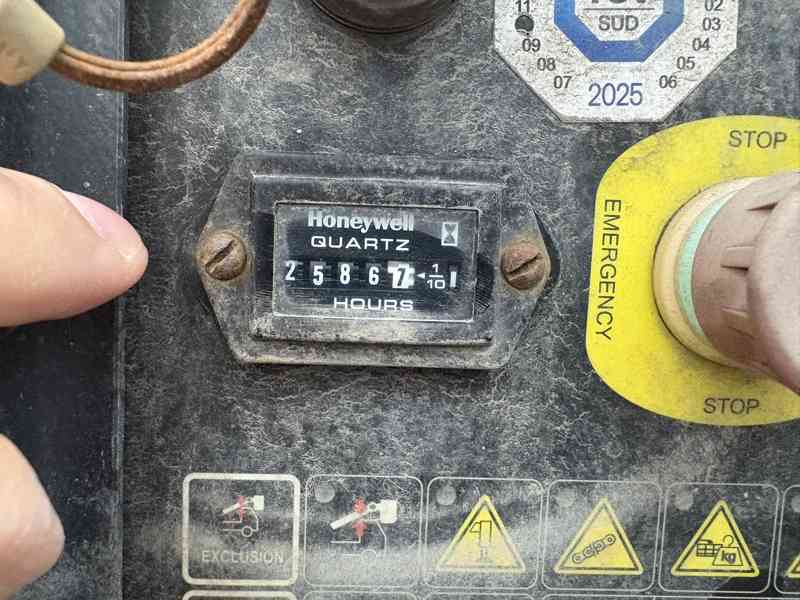 11
02
SÜD
03
09
04
08
05
07
06
2025
STOP
EMERGENCY
Honeywell
QUARTZ
2 5 8 6 7 1/10
HOURS
STOP
EXCLUSION
kg